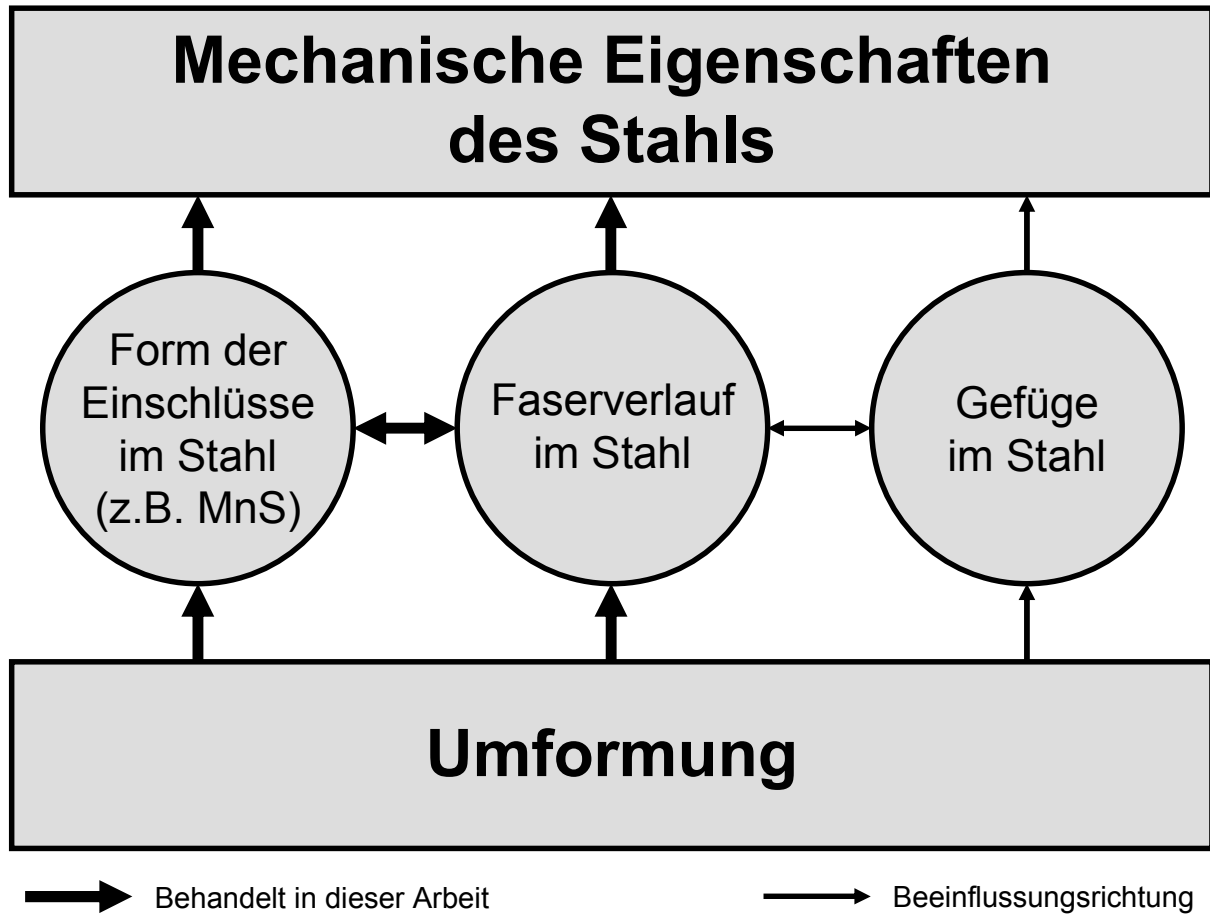 Mechanische Eigenschaften
des Stahls
Form der
Einschlüsse
im Stahl
(z.B. MnS)
Faserverlauf
im Stahl
Gefüge
im Stahl
Umformung
Behandelt in dieser Arbeit
Beeinflussungsrichtung